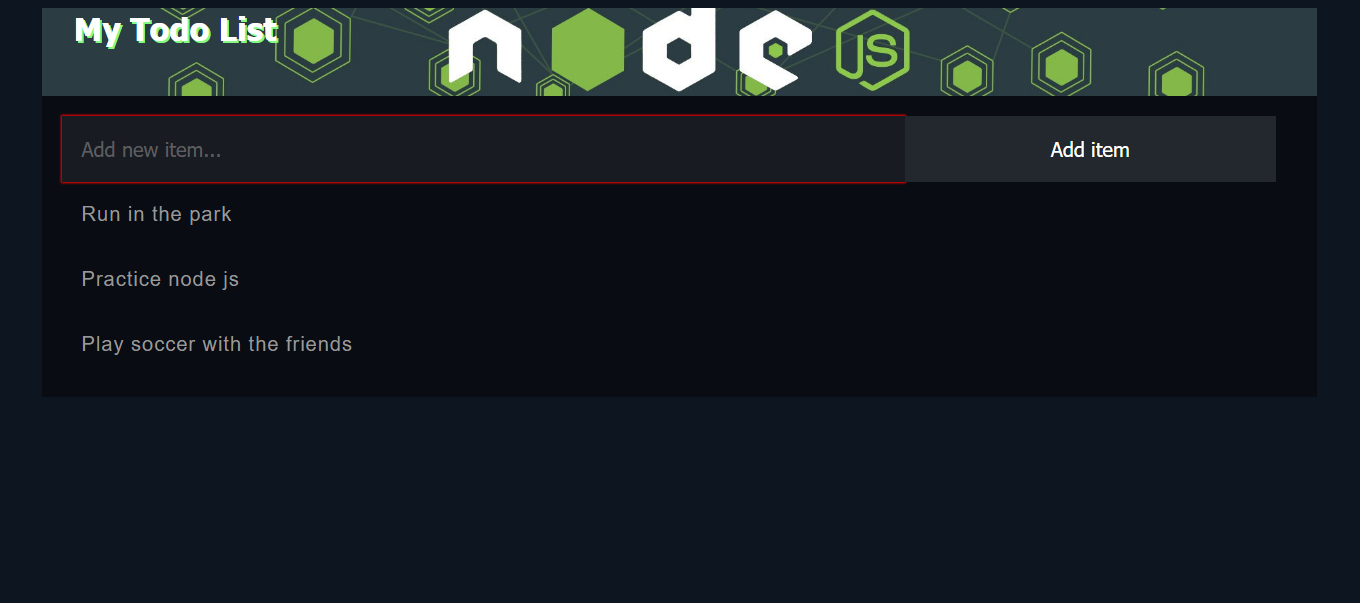 My Todo List
node
JS
Add new item...
Add item
Run in the park
Practice node js
Play soccer with the friends